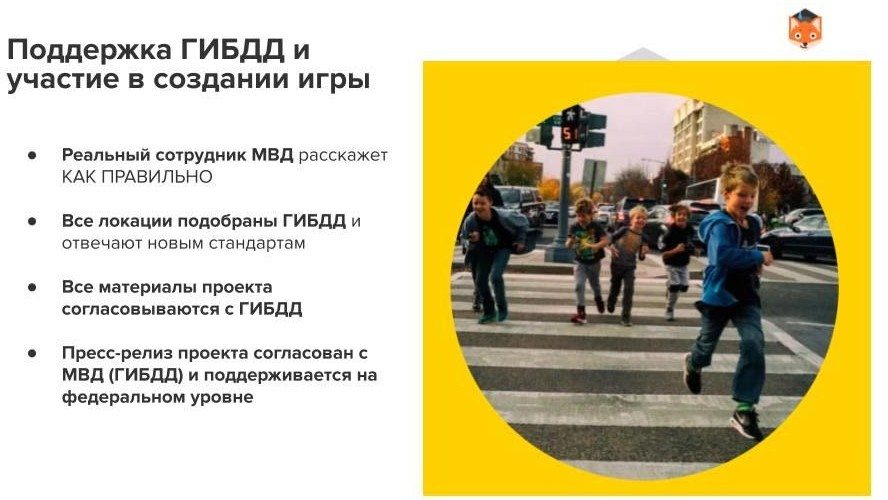 Поддержка ГИБДД и
участие в создании игры
● Реальный сотрудник МВД расскажет
КАК ПРАВИЛЬНО
● Все локации подобраны ГИБДД и
отвечают новым стандартам
● Все материалы проекта
согласовываются с ГИБДД
● Пресс-релиз проекта согласован с
МВД (ГИБДД) и поддерживается на
федеральном уровне
51